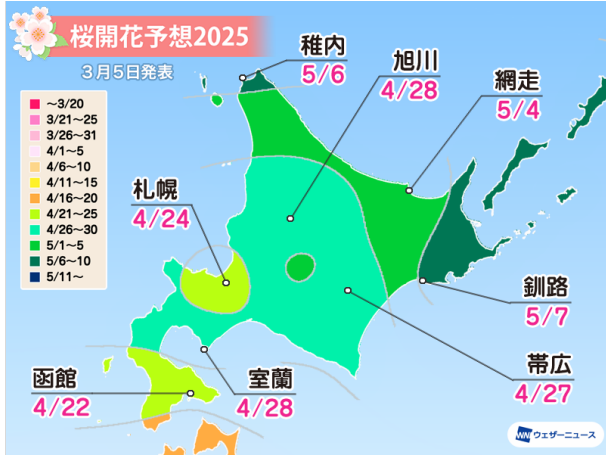 桜開花予想2025
3月5日発表
～3/20
3/21～25
3/26～31
4/1～5
4/6～10
4/11～15
4/16～20
4/21～25
4/26～30
5/1～5
5/6～10
5/11～
稚内
5/6
旭川
4/28
網走
5/4
札幌
4/24
釧路
5/7
帯広
4/27
函館
4/22
室蘭
4/28
WNI ウェザーニュース